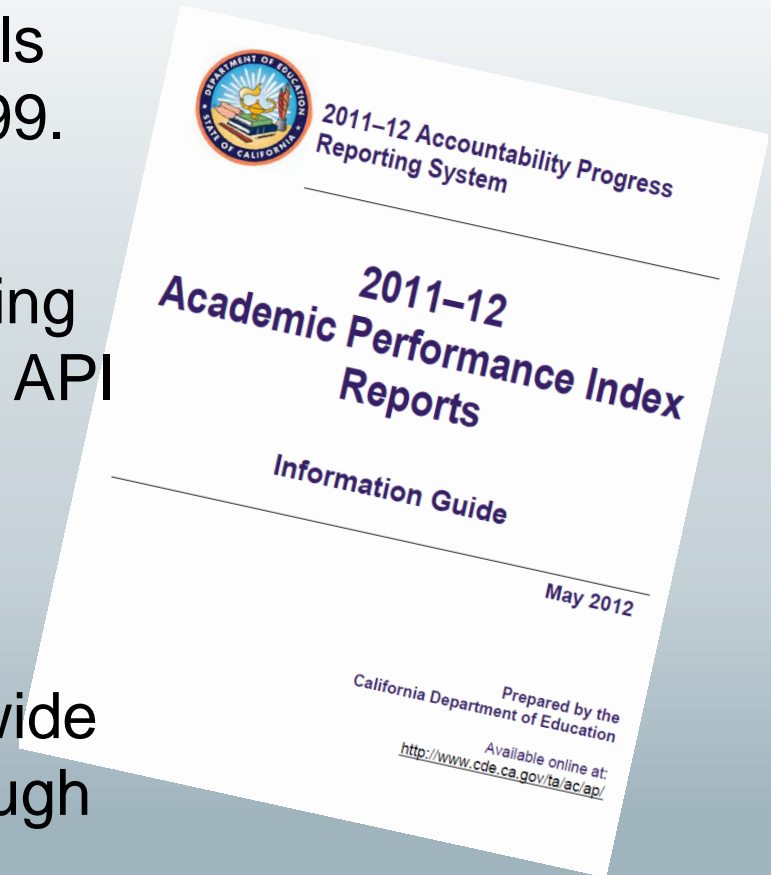 ls
99.
ing
API
vide
ugh
DEPARTMENT OF EDUCATION
STATE OF CALIFORNIA
2011–12 Accountability Progress
Reporting System
2011–12
Academic Performance Index
Reports
Information Guide
May 2012
Prepared by the
California Department of Education
Available online at:
http://www.cde.ca.gov/ta/ac/ap/